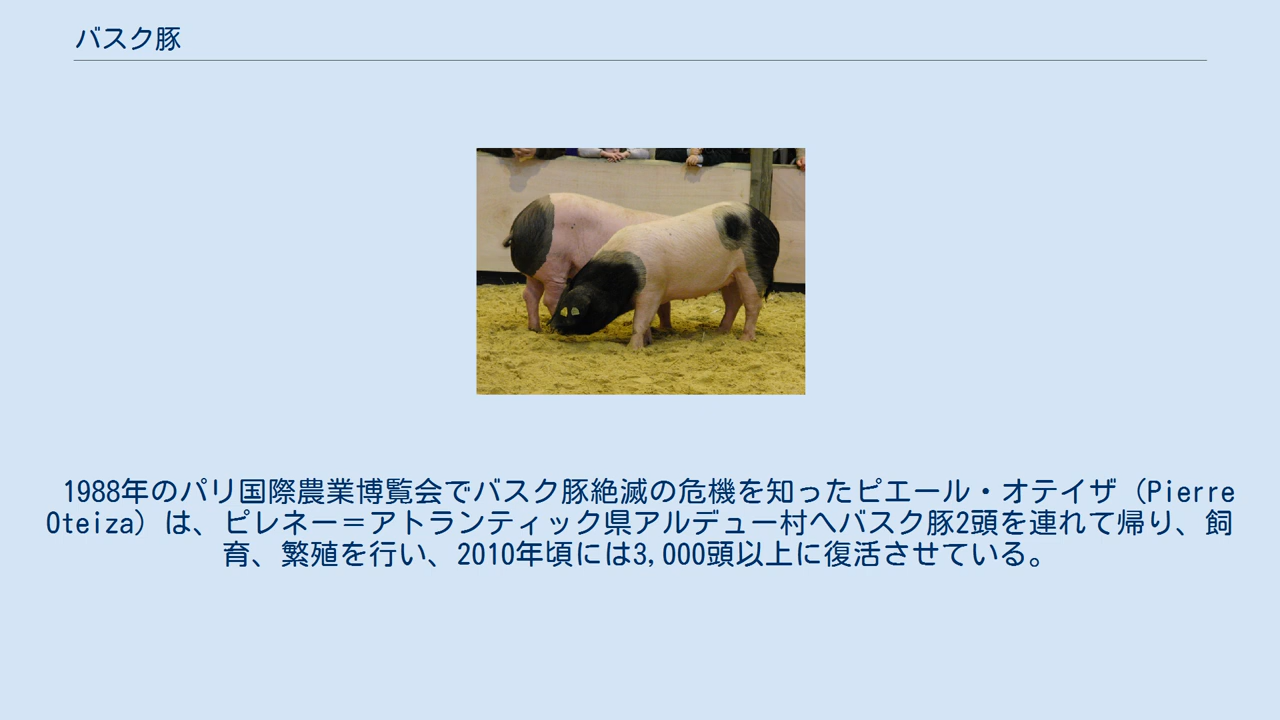 バスク豚
1988年のパリ国際農業博覧会でバスク豚絶滅の危機を知ったピエール・オテイザ（Pierre
Oteiza）は、ピレネー＝アトランティック県アルデュー村へバスク豚2頭を連れて帰り、飼
育、繁殖を行い、2010年頃には3,000頭以上に復活させている。